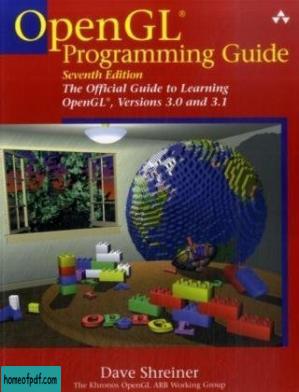 OpenGL®
Programming Guide
Seventh Edition
The Official Guide to Learning
OpenGL®, Versions 3.0 and 3.1
OPENGL
Dave Shreiner
The Khronos OpenGL ARB Working Group
homeofpdf.com